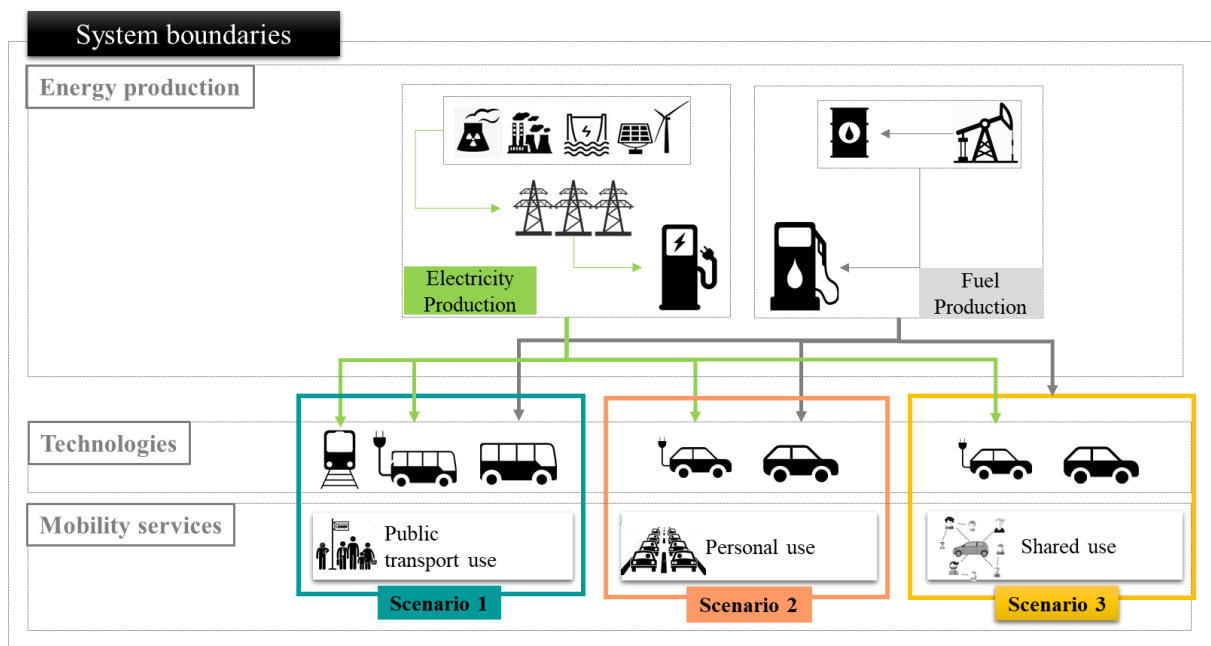 System boundaries
Energy production
Electricity
Production
Fuel
Production
Technologies
Mobility services
Public
transport use
Personal use
Shared use
Scenario 1
Scenario 2
Scenario 3